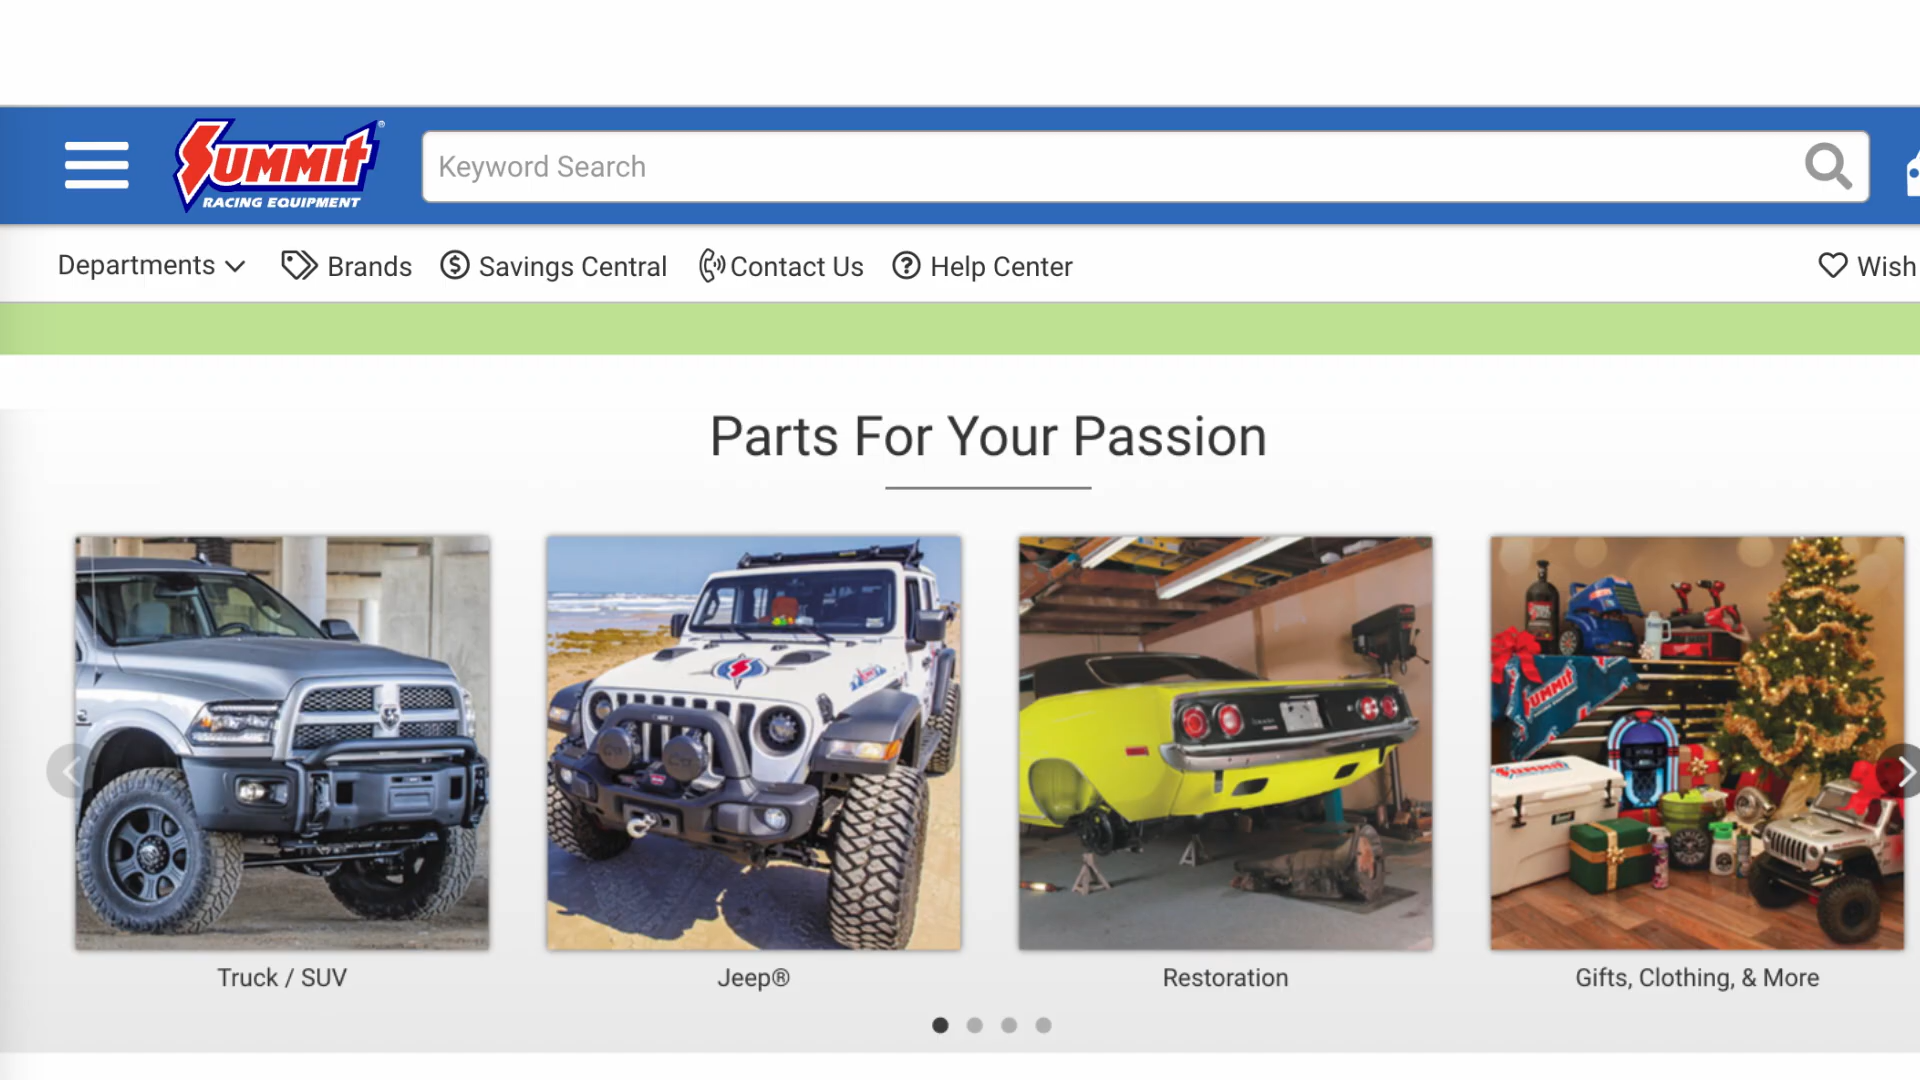 SUMMIT®
RACING EQUIPMENT
Keyword Search
Departments
Brands
Savings Central
Contact Us
Help Center
Wish
Parts For Your Passion
SUMMIT
Truck / SUV
Jeep®
Restoration
Gifts, Clothing, & More